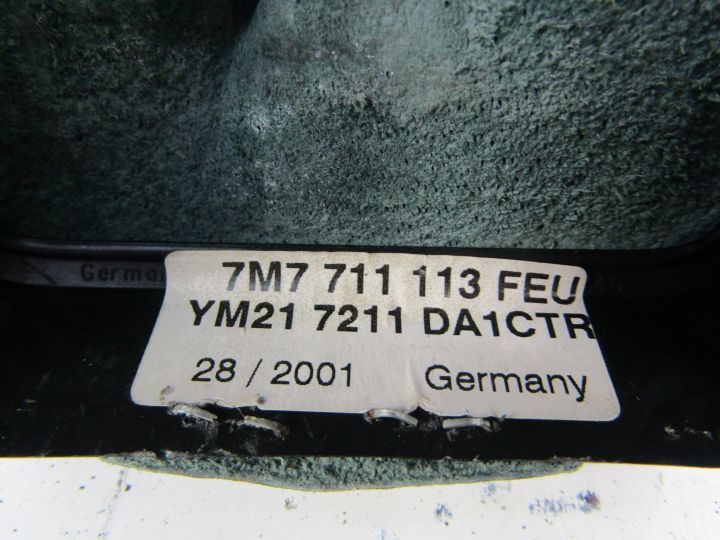 7M7 711 113 FEU
YM21 7211 DA1CTR
28 / 2001 Germany